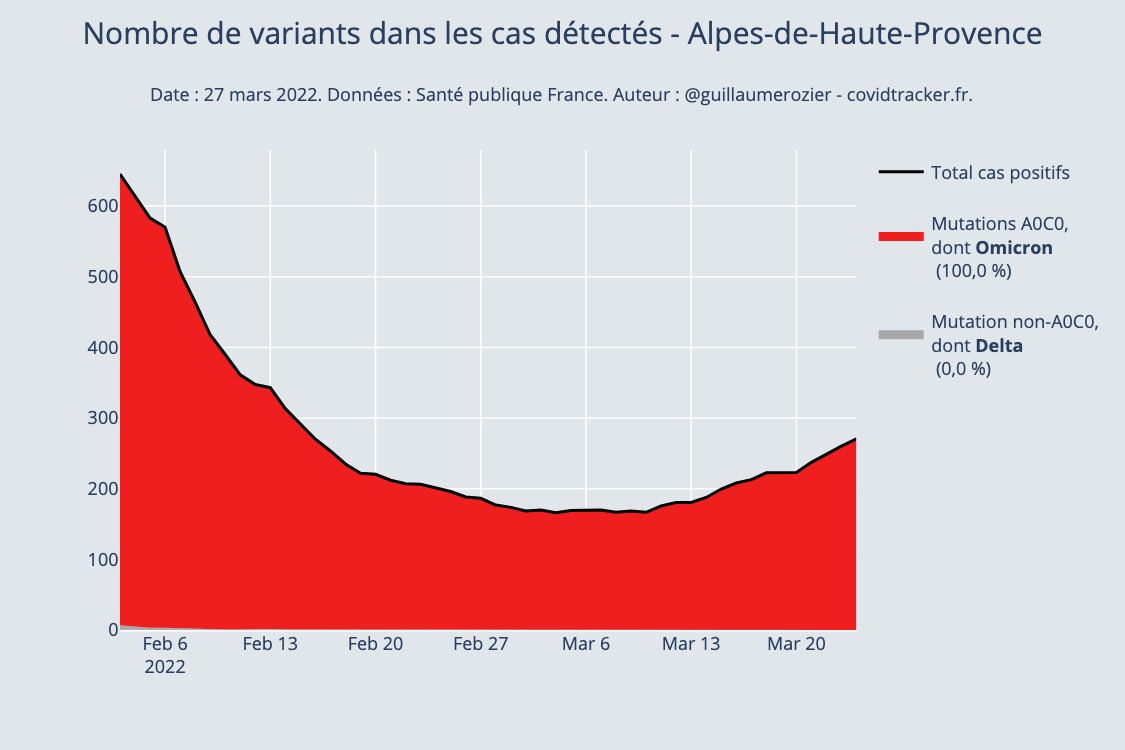 Nombre de variants dans les cas détectés - Alpes-de-Haute-Provence
Date : 27 mars 2022. Données : Santé publique France. Auteur : @guillaumerozier - covidtracker.fr.
Total cas positifs
Mutations A0C0,
dont Omicron
(100,0 %)
Mutation non-A0C0,
dont Delta
(0,0 %)
600
500
400
300
200
100
0
Feb 6
2022
Feb 13
Feb 20
Feb 27
Mar 6
Mar 13
Mar 20